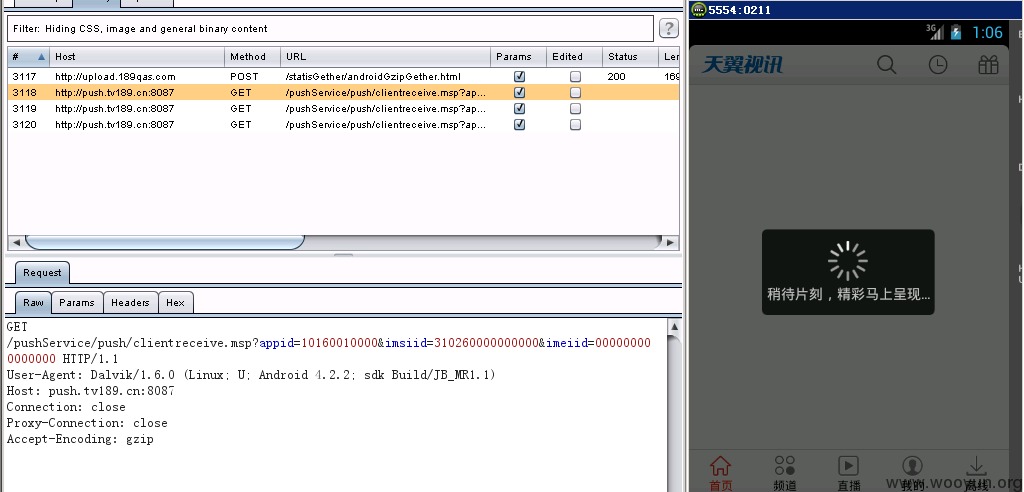 Filter: Hiding CSS, image and general binary content
?
# Host Method URL Params Edited Status Ler
3117 http://upload.189qas.com POST /statisGether/androidGzipGether.html 200 169
3118 http://push.tv189.cn:8087 GET /pushService/push/clientreceive.msp?ap...
3119 http://push.tv189.cn:8087 GET /pushService/push/clientreceive.msp?ap...
3120 http://push.tv189.cn:8087 GET /pushService/push/clientreceive.msp?ap...
Request
Raw Params Headers Hex
GET
/pushService/push/clientreceive.msp?appid=10160010000&imsiid=310260000000000&imeiid=00000000
0000000 HTTP/1.1
User-Agent: Dalvik/1.6.0 (Linux; U; Android 4.2.2; sdk Build/JB_MR1.1)
Host: push.tv189.cn:8087
Connection: close
Proxy-Connection: close
Accept-Encoding: gzip
5554:0211
3G 1:06
天翼视讯
稍待片刻，精彩马上呈现...
首页 频道 直播 我的 离线
www.wooyun.org